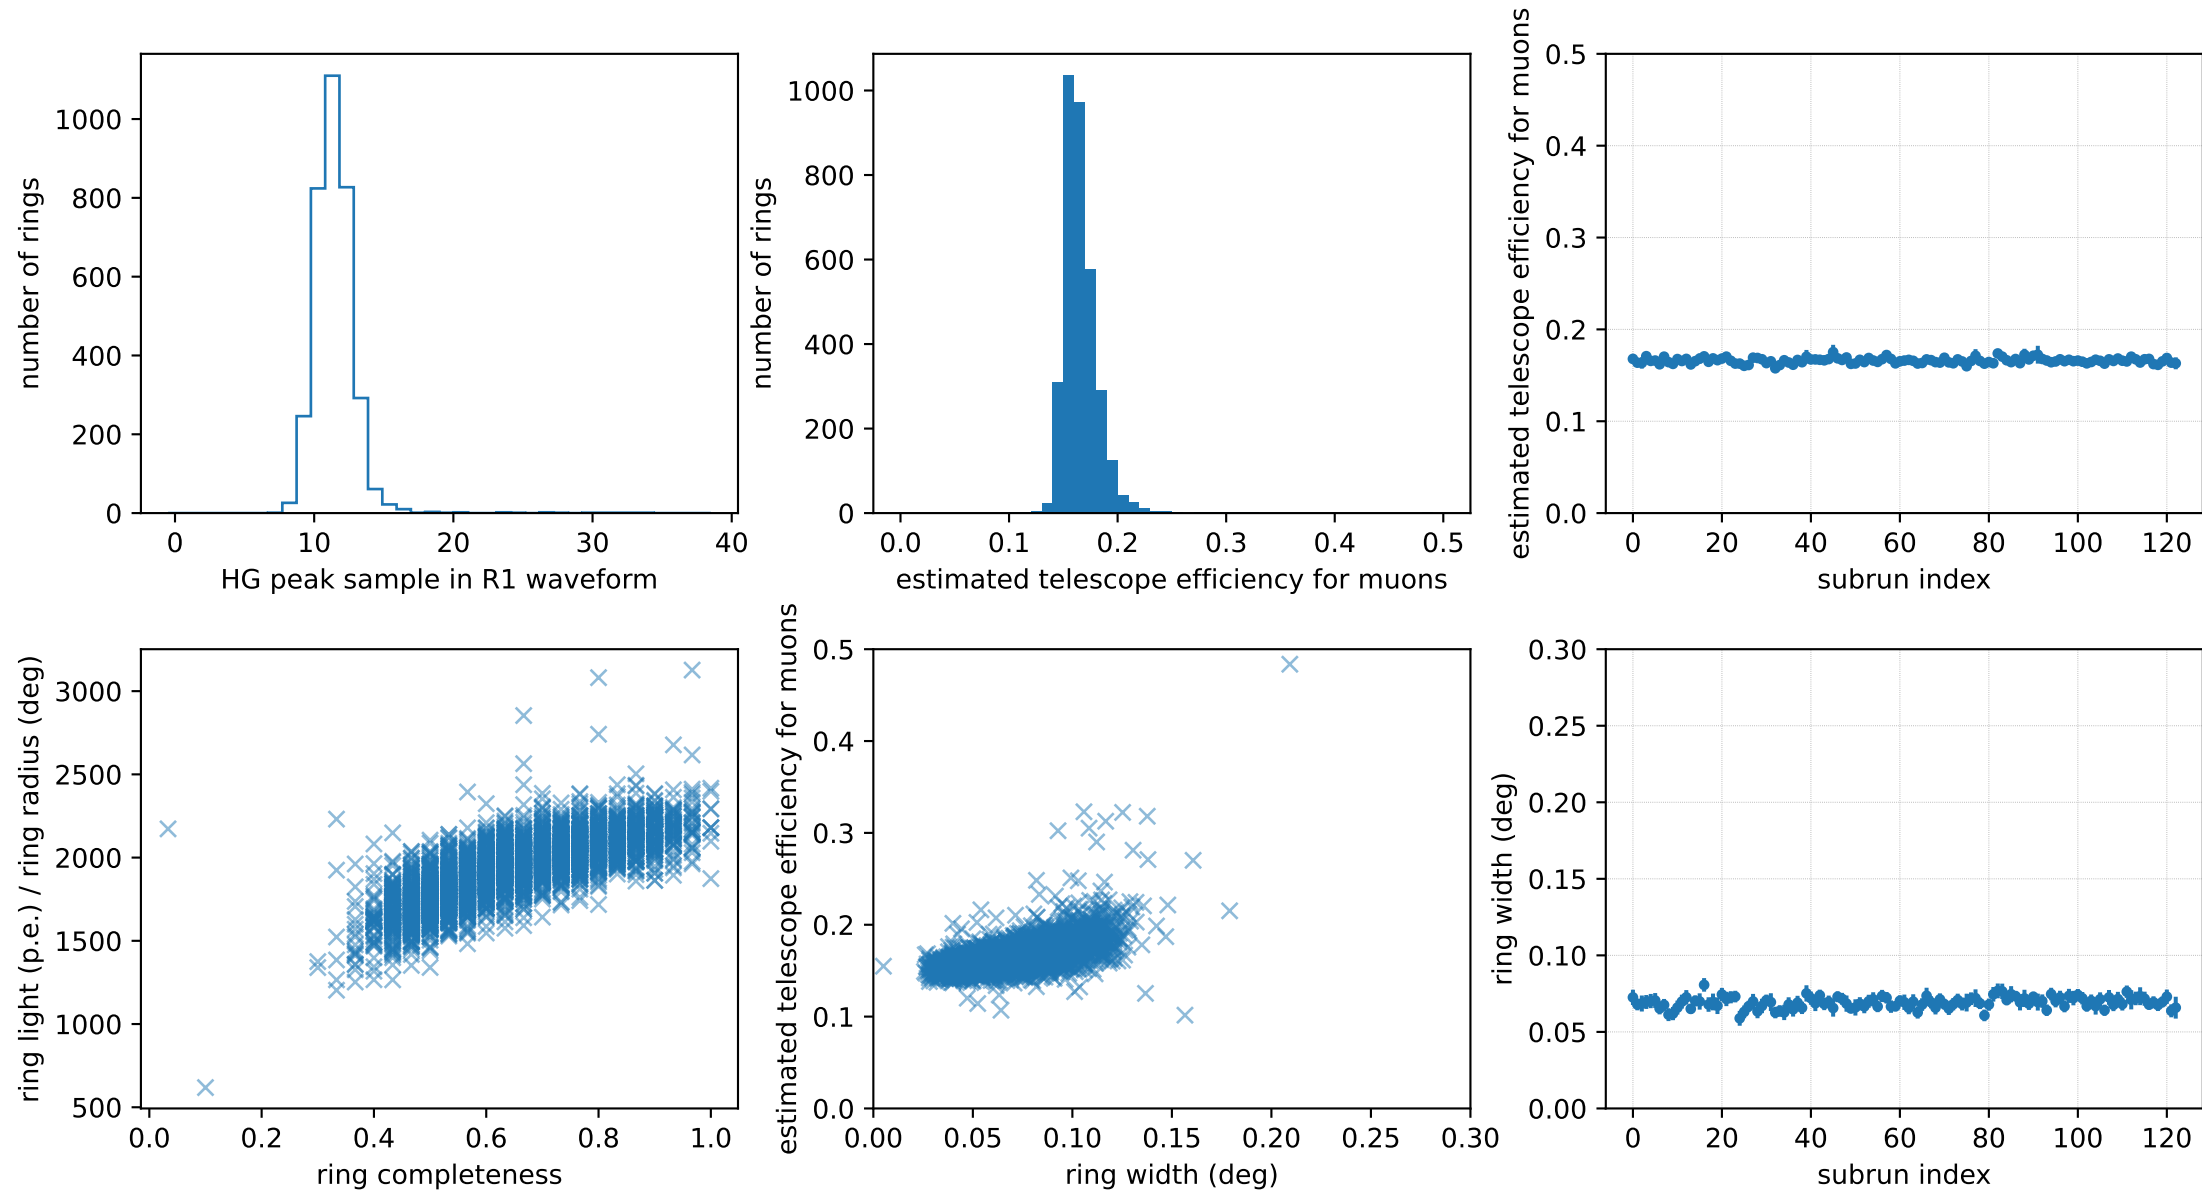 number of rings
1000
800
600
400
200
0
0 10 20 30 40
HG peak sample in R1 waveform
number of rings
1000
800
600
400
200
0
0.0 0.1 0.2 0.3 0.4 0.5
estimated telescope efficiency for muons
estimated telescope efficiency for muons
0.5
0.4
0.3
0.2
0.1
0.0
0 20 40 60 80 100 120
subrun index
ring light (p.e.) / ring radius (deg)
3000
2500
2000
1500
1000
500
0.0 0.2 0.4 0.6 0.8 1.0
ring completeness
estimated telescope efficiency for muons
0.5
0.4
0.3
0.2
0.1
0.0
0.00 0.05 0.10 0.15 0.20 0.25 0.30
ring width (deg)
ring width (deg)
0.30
0.25
0.20
0.15
0.10
0.05
0.00
0 20 40 60 80 100 120
subrun index